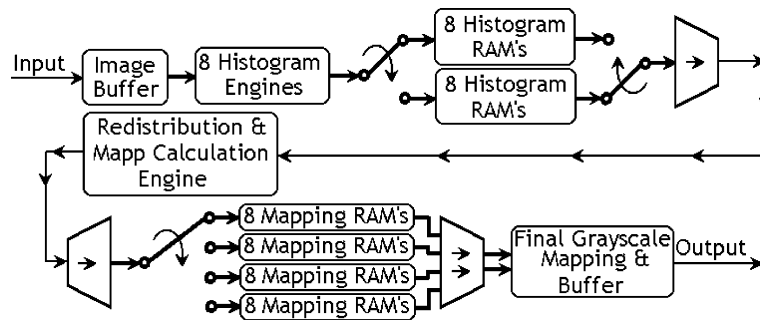 Input
Image
Buffer
8 Histogram
Engines
8 Histogram
RAM's
8 Histogram
RAM's
Redistribution &
Mapp Calculation
Engine
8 Mapping RAM's
8 Mapping RAM's
8 Mapping RAM's
8 Mapping RAM's
Final Grayscale
Mapping &
Buffer
Output